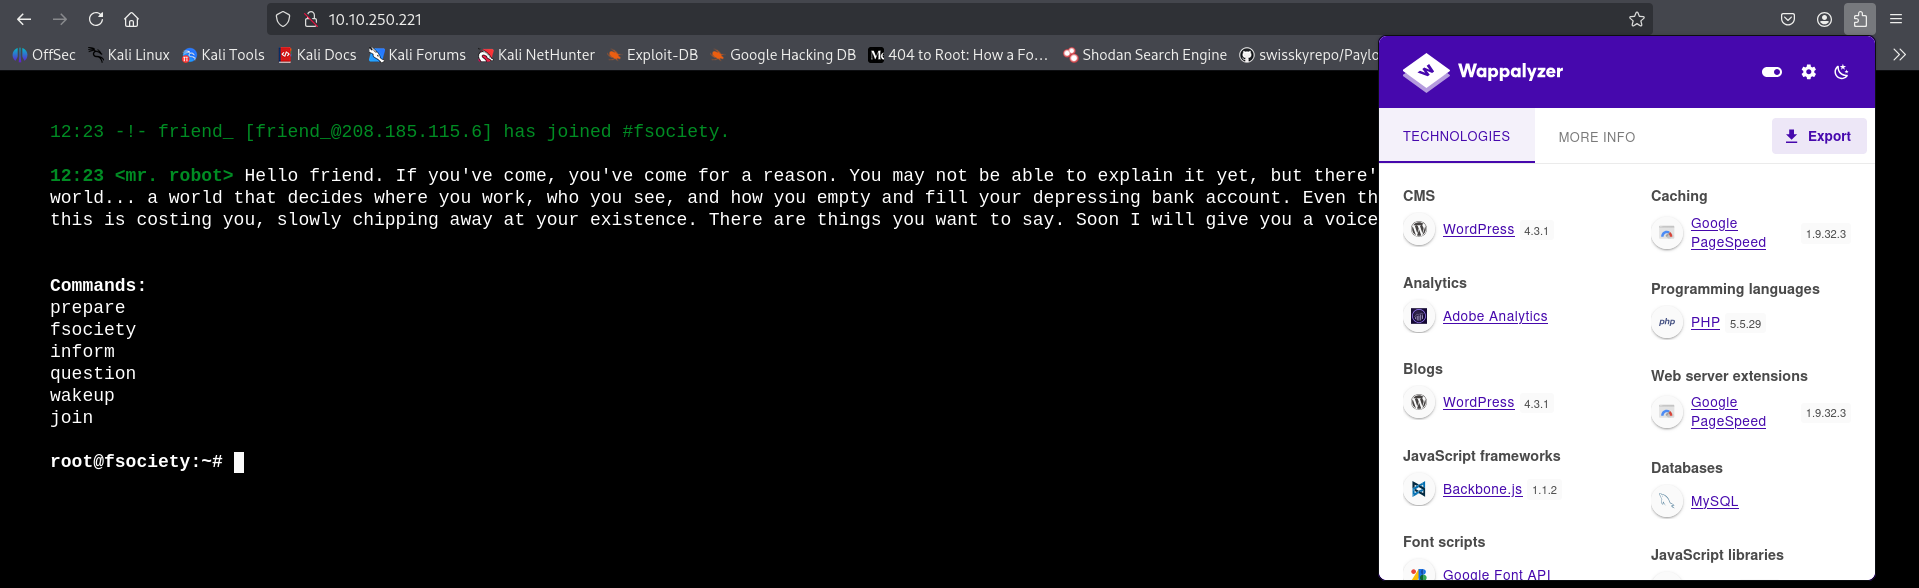 10.10.250.221
OffSec Kali Linux Kali Tools Kali Docs Kali Forums Kali NetHunter Exploit-DB Google Hacking DB 404 to Root: How a Fo… Shodan Search Engine swisskyrepo/Paylo
12:23 -!- friend_ [friend_@208.185.115.6] has joined #fsociety.
12:23 <mr. robot> Hello friend. If you've come, you've come for a reason. You may not be able to explain it yet, but there'
world... a world that decides where you work, who you see, and how you empty and fill your depressing bank account. Even th
this is costing you, slowly chipping away at your existence. There are things you want to say. Soon I will give you a voice
Commands:
prepare
fsociety
inform
question
wakeup
join
root@fsociety:~#
Wappalyzer
TECHNOLOGIES
MORE INFO
Export
CMS
WordPress 4.3.1
Analytics
Adobe Analytics
Blogs
WordPress 4.3.1
JavaScript frameworks
Backbone.js 1.1.2
Font scripts
Google Font API
Caching
Google
PageSpeed
1.9.32.3
Programming languages
php
PHP 5.5.29
Web server extensions
Google
PageSpeed
1.9.32.3
Databases
MySQL
JavaScript libraries